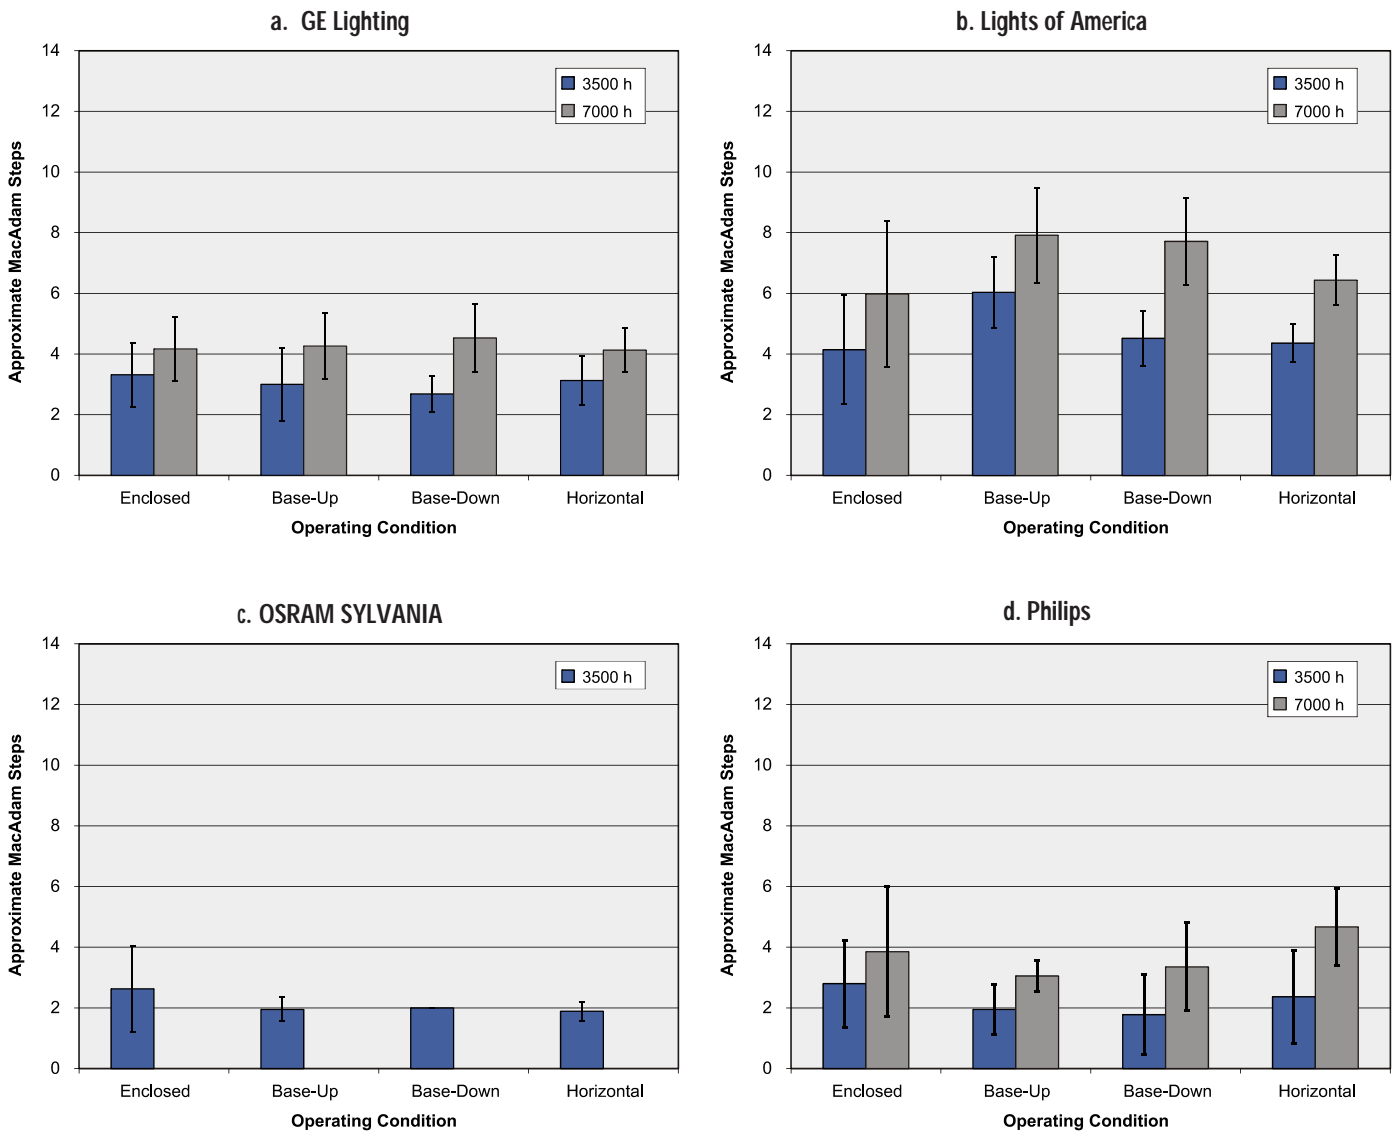 a. GE Lighting
14
12
10
8
6
4
2
0
Approximate MacAdam Steps
3500 h
7000 h
Enclosed Base-Up Base-Down Horizontal
Operating Condition
b. Lights of America
14
12
10
8
6
4
2
0
Approximate MacAdam Steps
3500 h
7000 h
Enclosed Base-Up Base-Down Horizontal
Operating Condition
c. OSRAM SYLVANIA
14
12
10
8
6
4
2
0
Approximate MacAdam Steps
3500 h
Enclosed Base-Up Base-Down Horizontal
Operating Condition
d. Philips
14
12
10
8
6
4
2
0
Approximate MacAdam Steps
3500 h
7000 h
Enclosed Base-Up Base-Down Horizontal
Operating Condition